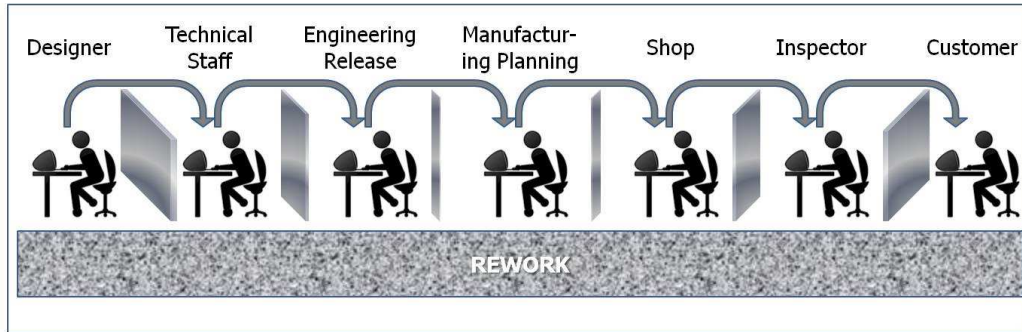 Designer
Technical
Staff
Engineering
Release
Manufactur-
ing Planning
Shop
Inspector
Customer
REWORK